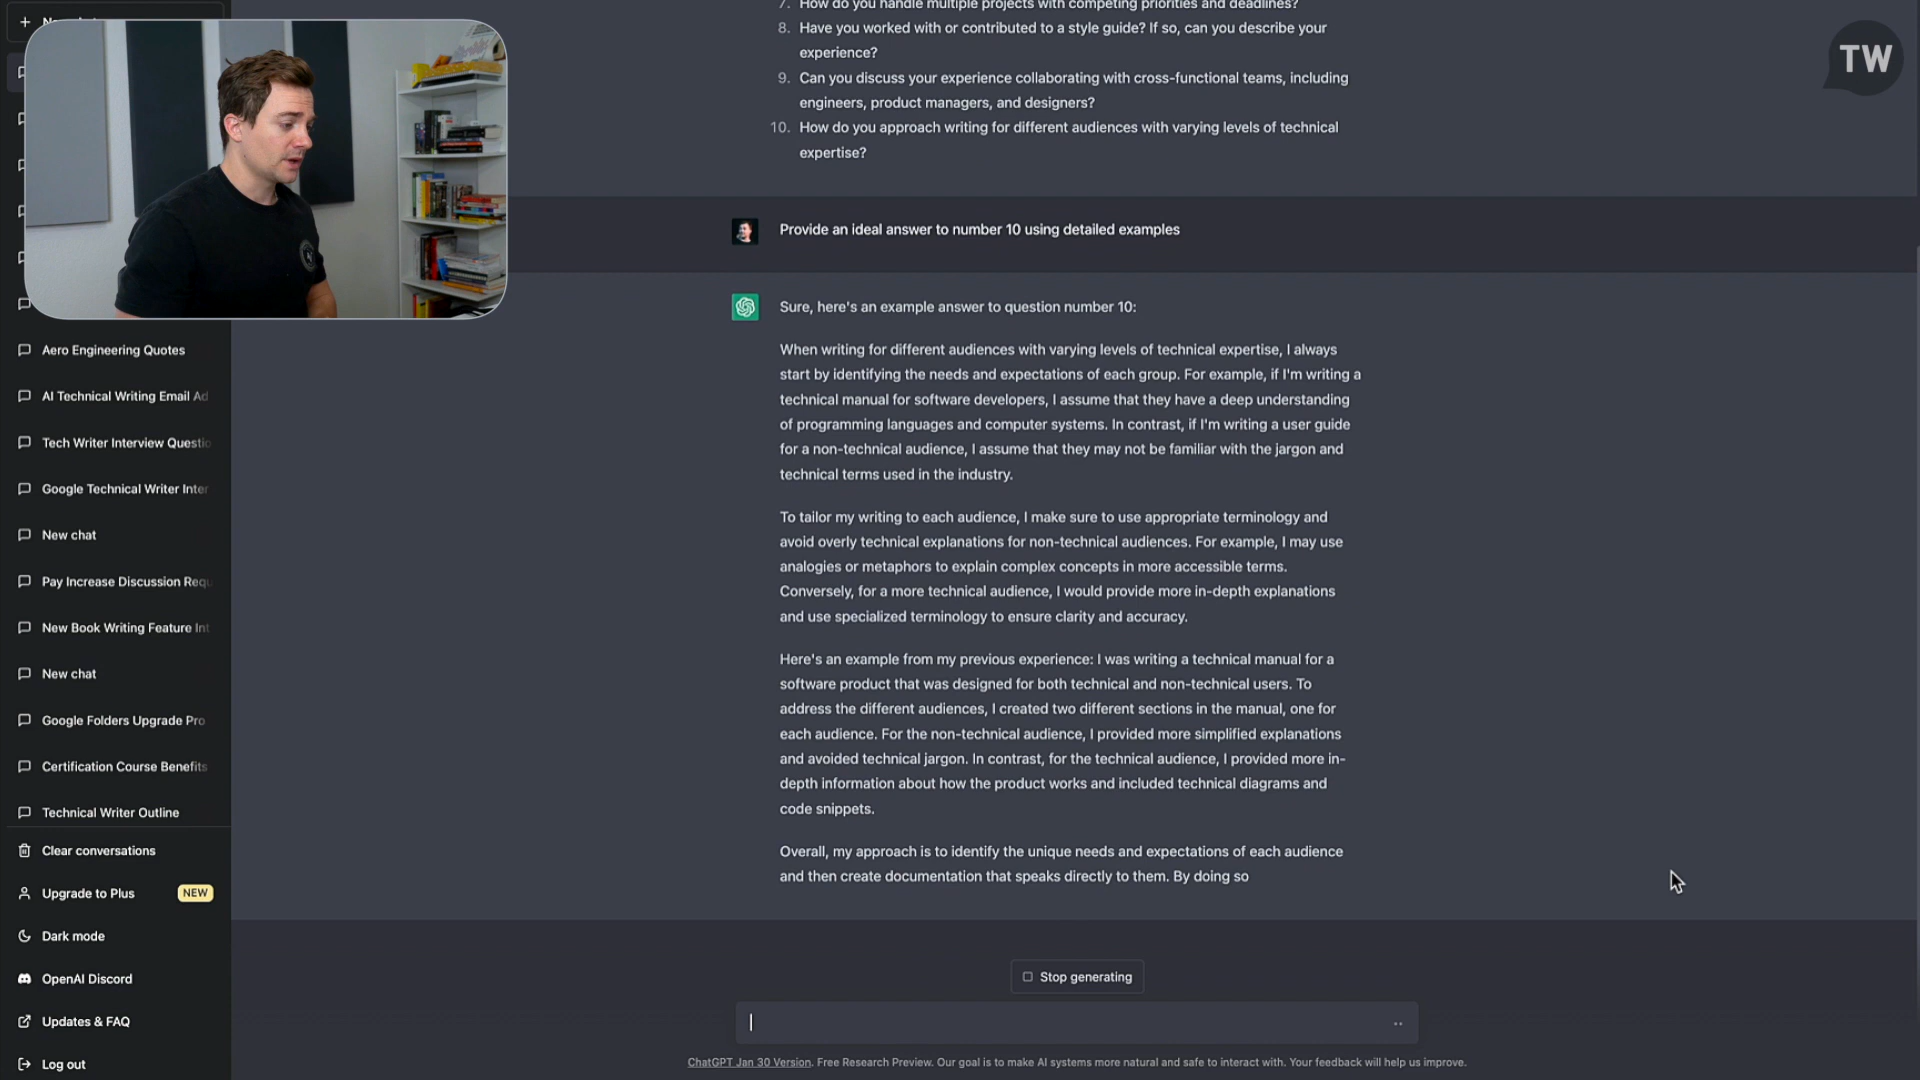 TW
7. How do you handle multiple projects with competing priorities and deadlines?
8. Have you worked with or contributed to a style guide? If so, can you describe your
experience?
9. Can you discuss your experience collaborating with cross-functional teams, including
engineers, product managers, and designers?
10. How do you approach writing for different audiences with varying levels of technical
expertise?
Provide an ideal answer to number 10 using detailed examples
Sure, here's an example answer to question number 10:
When writing for different audiences with varying levels of technical expertise, I always
start by identifying the needs and expectations of each group. For example, if I'm writing a
technical manual for software developers, I assume that they have a deep understanding
of programming languages and computer systems. In contrast, if I'm writing a user guide
for a non-technical audience, I assume that they may not be familiar with the jargon and
technical terms used in the industry.
To tailor my writing to each audience, I make sure to use appropriate terminology and
avoid overly technical explanations for non-technical audiences. For example, I may use
analogies or metaphors to explain complex concepts in more accessible terms.
Conversely, for a more technical audience, I would provide more in-depth explanations
and use specialized terminology to ensure clarity and accuracy.
Here's an example from my previous experience: I was writing a technical manual for a
software product that was designed for both technical and non-technical users. To
address the different audiences, I created two different sections in the manual, one for
each audience. For the non-technical audience, I provided more simplified explanations
and avoided technical jargon. In contrast, for the technical audience, I provided more in-
depth information about how the product works and included technical diagrams and
code snippets.
Overall, my approach is to identify the unique needs and expectations of each audience
and then create documentation that speaks directly to them. By doing so
Aero Engineering Quotes
AI Technical Writing Email Ad
Tech Writer Interview Questio
Google Technical Writer Inter
New chat
Pay Increase Discussion Requ
New Book Writing Feature Int
New chat
Google Folders Upgrade Pro
Certification Course Benefits
Technical Writer Outline
Clear conversations
Upgrade to Plus NEW
Dark mode
OpenAI Discord
Updates & FAQ
Log out
Stop generating
ChatGPT Jan 30 Version. Free Research Preview. Our goal is to make AI systems more natural and safe to interact with. Your feedback will help us improve.